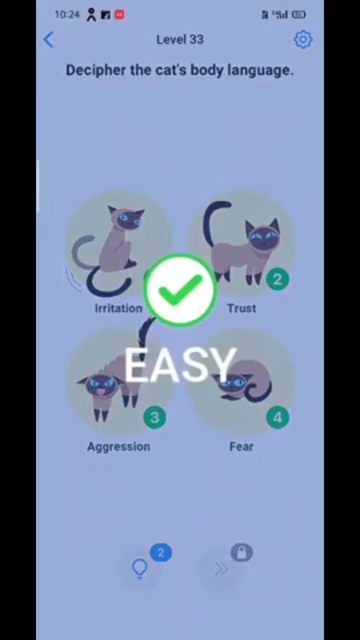 10:24
Level 33
Decipher the cat's body language.
2
Irritation
Trust
EASY
3
4
Aggression
Fear
2